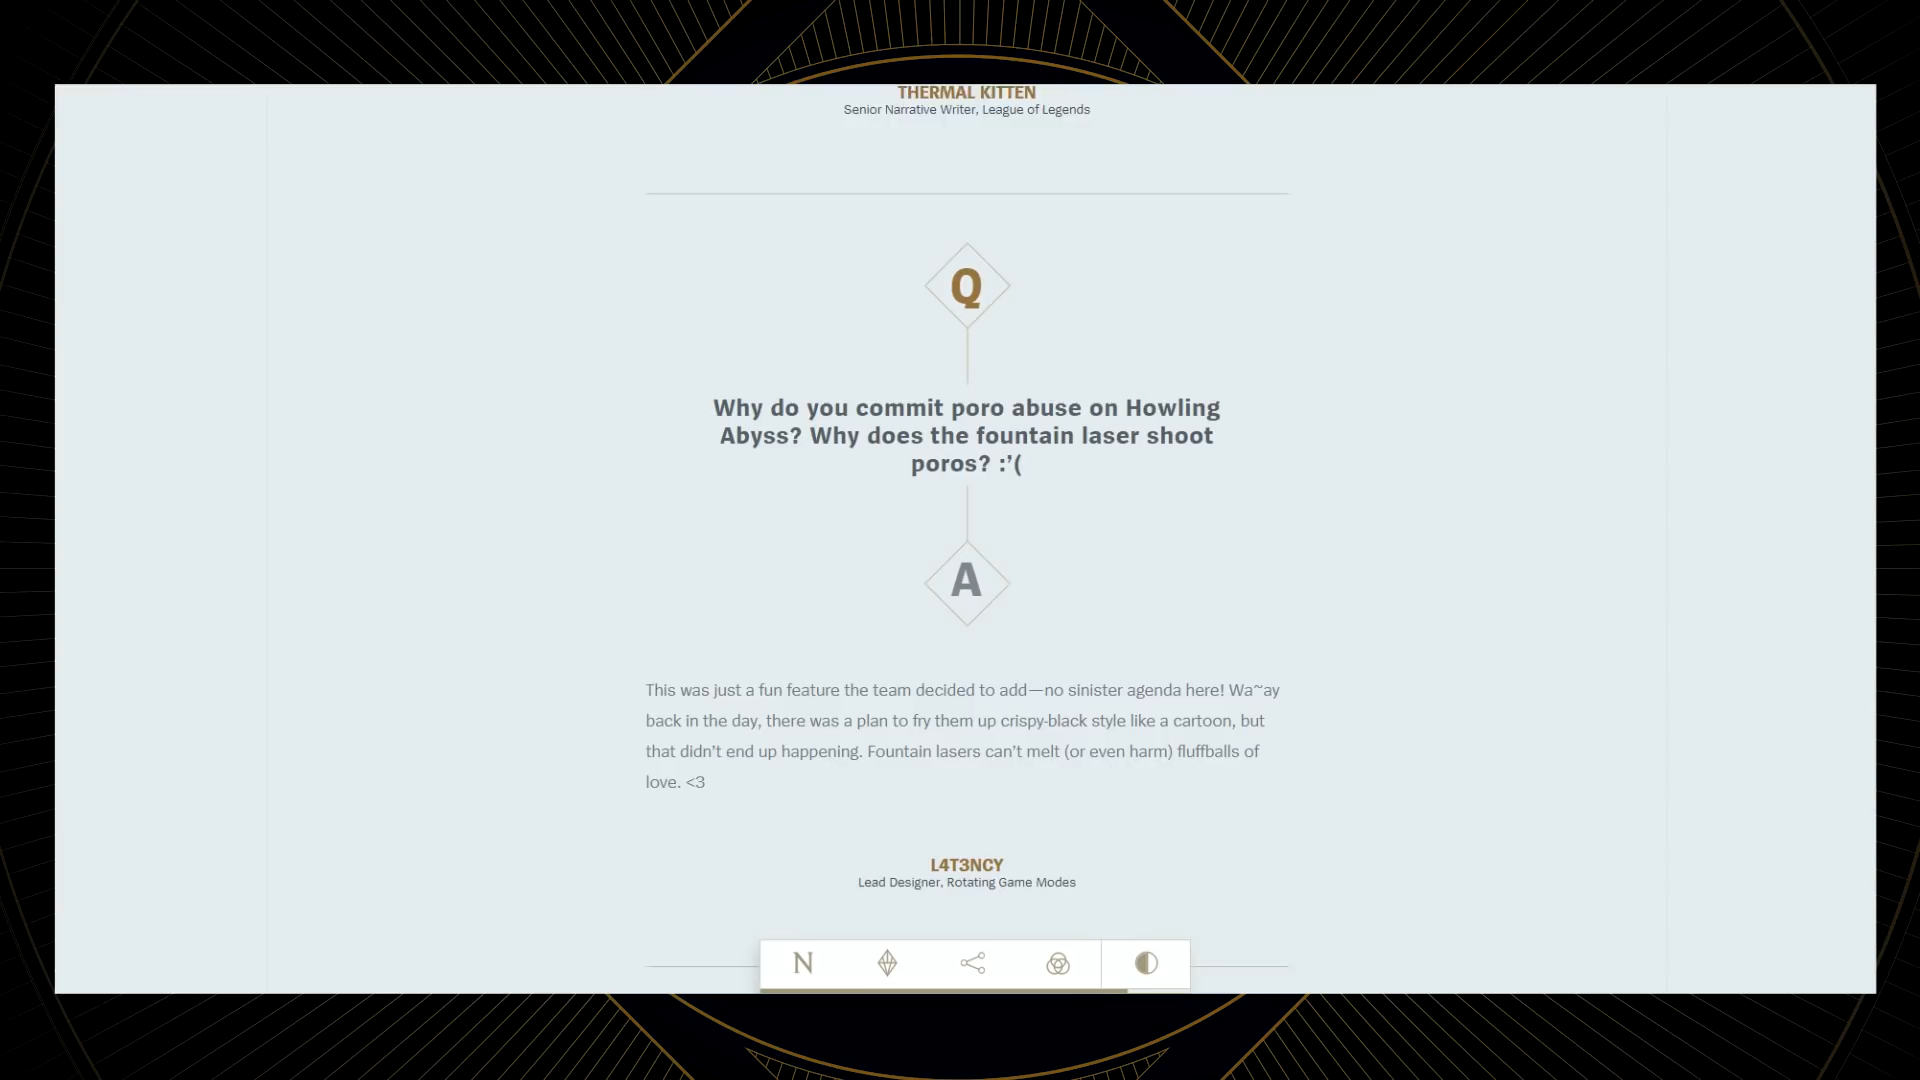 THERMAL KITTEN
Senior Narrative Writer, League of Legends
Q
Why do you commit poro abuse on Howling
Abyss? Why does the fountain laser shoot
poros? :’(
A
This was just a fun feature the team decided to add—no sinister agenda here! Wa~ay
back in the day, there was a plan to fry them up crispy-black style like a cartoon, but
that didn’t end up happening. Fountain lasers can’t melt (or even harm) fluffballs of
love. <3
L4T3NCY
Lead Designer, Rotating Game Modes
N